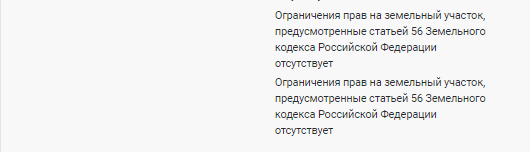 Ограничения прав на земельный участок,
предусмотренные статьей 56 Земельного
кодекса Российской Федерации
отсутствует
Ограничения прав на земельный участок,
предусмотренные статьей 56 Земельного
кодекса Российской Федерации
отсутствует